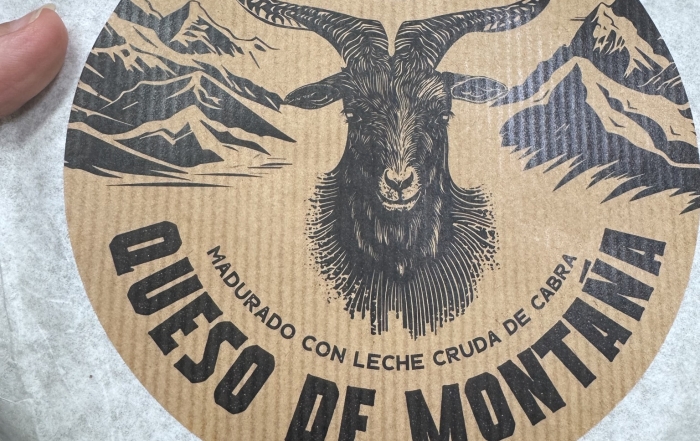 MADURADO CON LECHE CRUDA DE CABRA
QUESO DE MONTAÑA